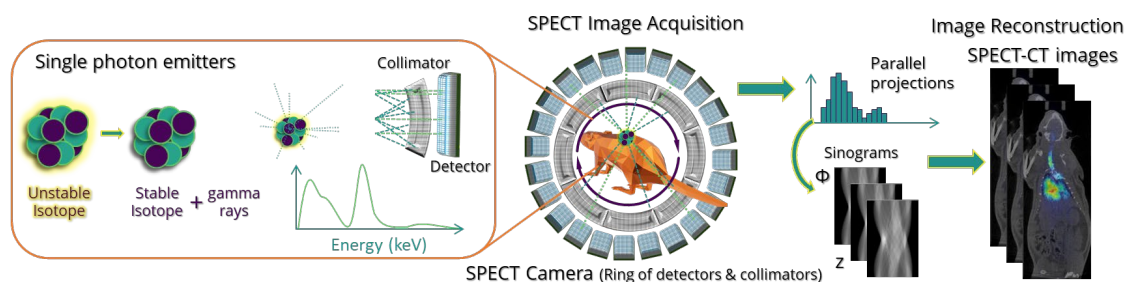 Single photon emitters
Unstable
Isotope
Stable
Isotope
+
gamma
rays
Collimator
Detector
Energy (keV)
SPECT Image Acquisition
SPECT Camera (Ring of detectors & collimators)
Parallel
projections
Sinograms
Φ
z
Image Reconstruction
SPECT-CT images